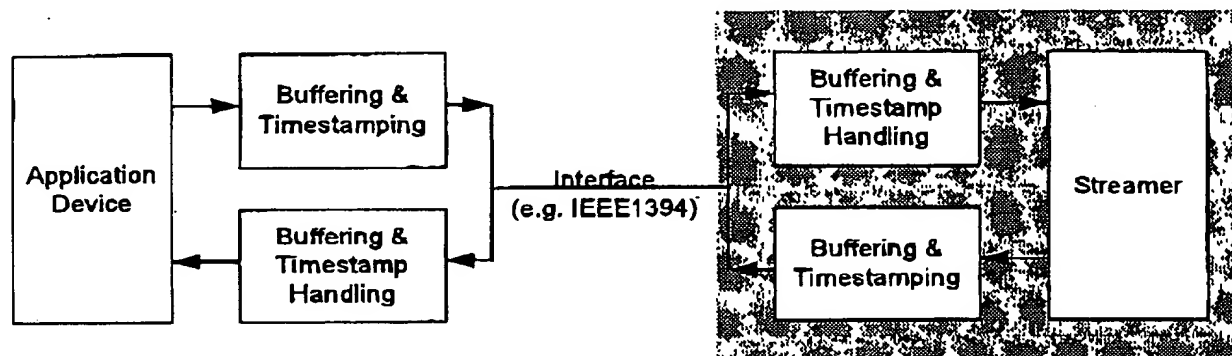 Application
Device
Buffering &
Timestamping
Buffering &
Timestamp
Handling
Interface
(e.g. IEEE1394)
Buffering &
Timestamp
Handling
Buffering &
Timestamping
Streamer